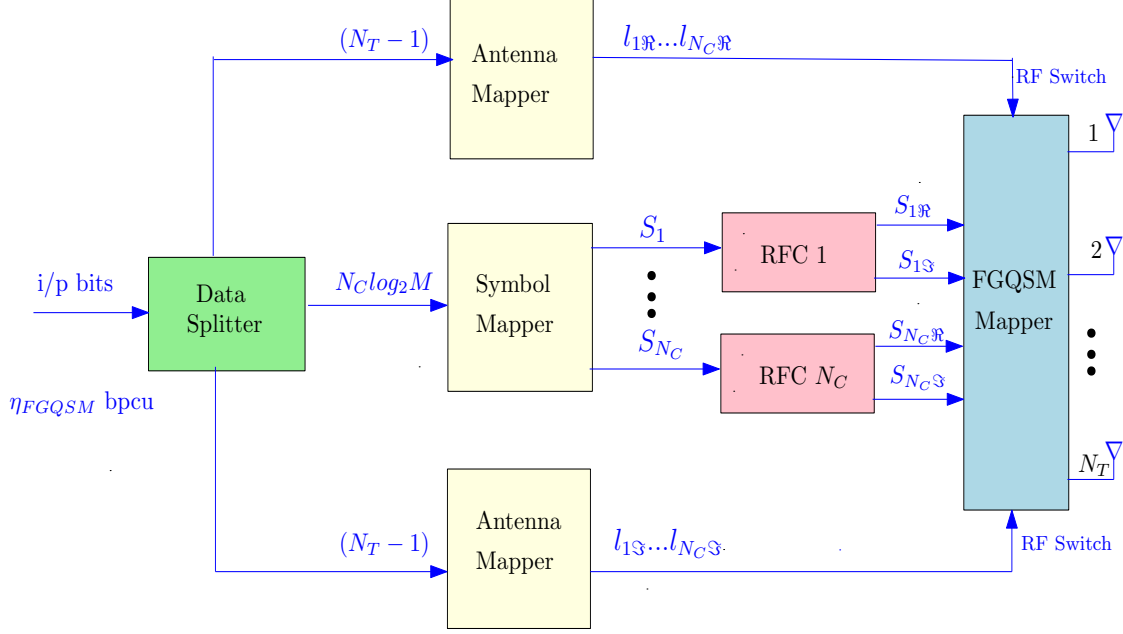 (N_T − 1)
Antenna
Mapper
l_{1ℜ}...l_{N_Cℜ}
RF Switch
1
i/p bits
η_{FGQSM} bpcu
Data
Splitter
N_C log_2 M
Symbol
Mapper
S_1
S_{N_C}
RFC 1
RFC N_C
S_{1ℜ}
S_{1ℑ}
S_{N_Cℜ}
S_{N_Cℑ}
FGQSM
Mapper
2
N_T
(N_T − 1)
Antenna
Mapper
l_{1ℑ}...l_{N_Cℑ}
RF Switch